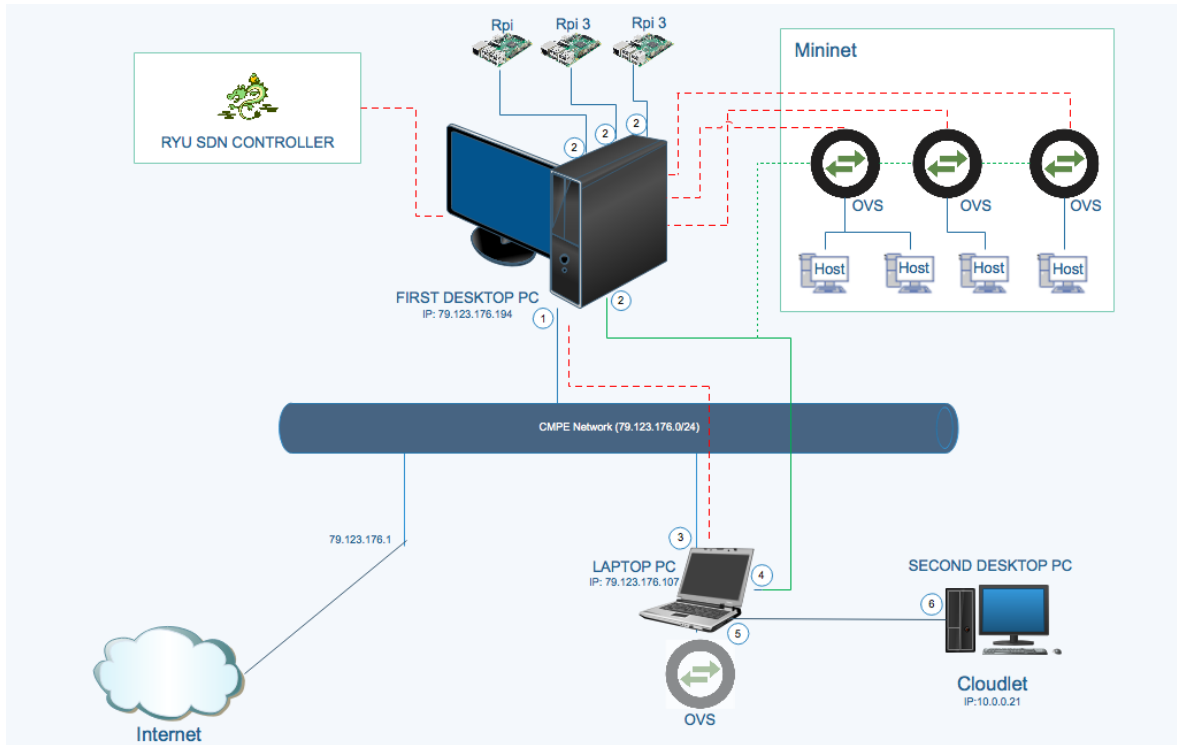 Rpi
Rpi 3
Rpi 3
Mininet
RYU SDN CONTROLLER
2
2
2
OVS
OVS
OVS
Host
Host
Host
Host
FIRST DESKTOP PC
IP: 79.123.176.194
1
2
CMPE Network (79.123.176.0/24)
79.123.176.1
3
LAPTOP PC
IP: 79.123.176.107
4
5
SECOND DESKTOP PC
6
Cloudlet
IP:10.0.0.21
OVS
Internet